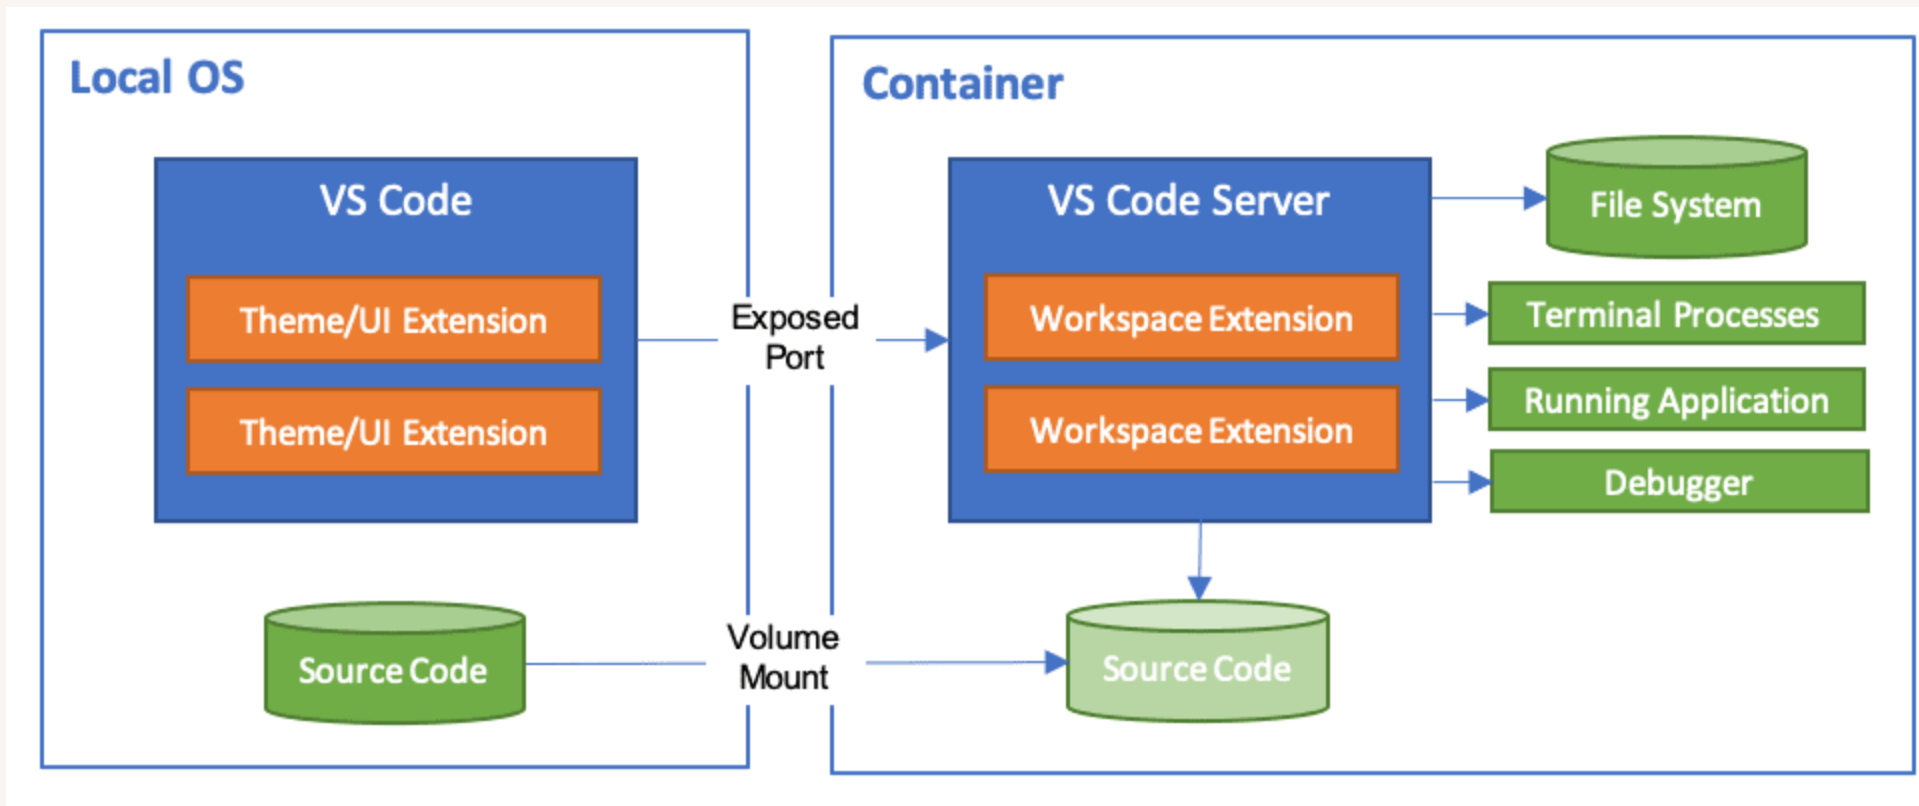 Local OS
VS Code
Theme/UI Extension
Theme/UI Extension
Source Code
Exposed
Port
Volume
Mount
Container
VS Code Server
Workspace Extension
Workspace Extension
File System
Terminal Processes
Running Application
Debugger
Source Code